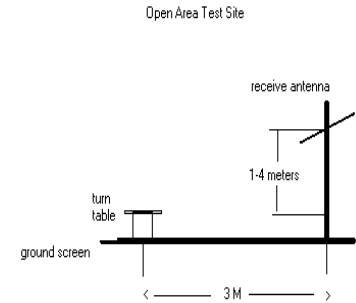 Open Area Test Site
receive antenna
1-4 meters
turn
table
ground screen
3 M